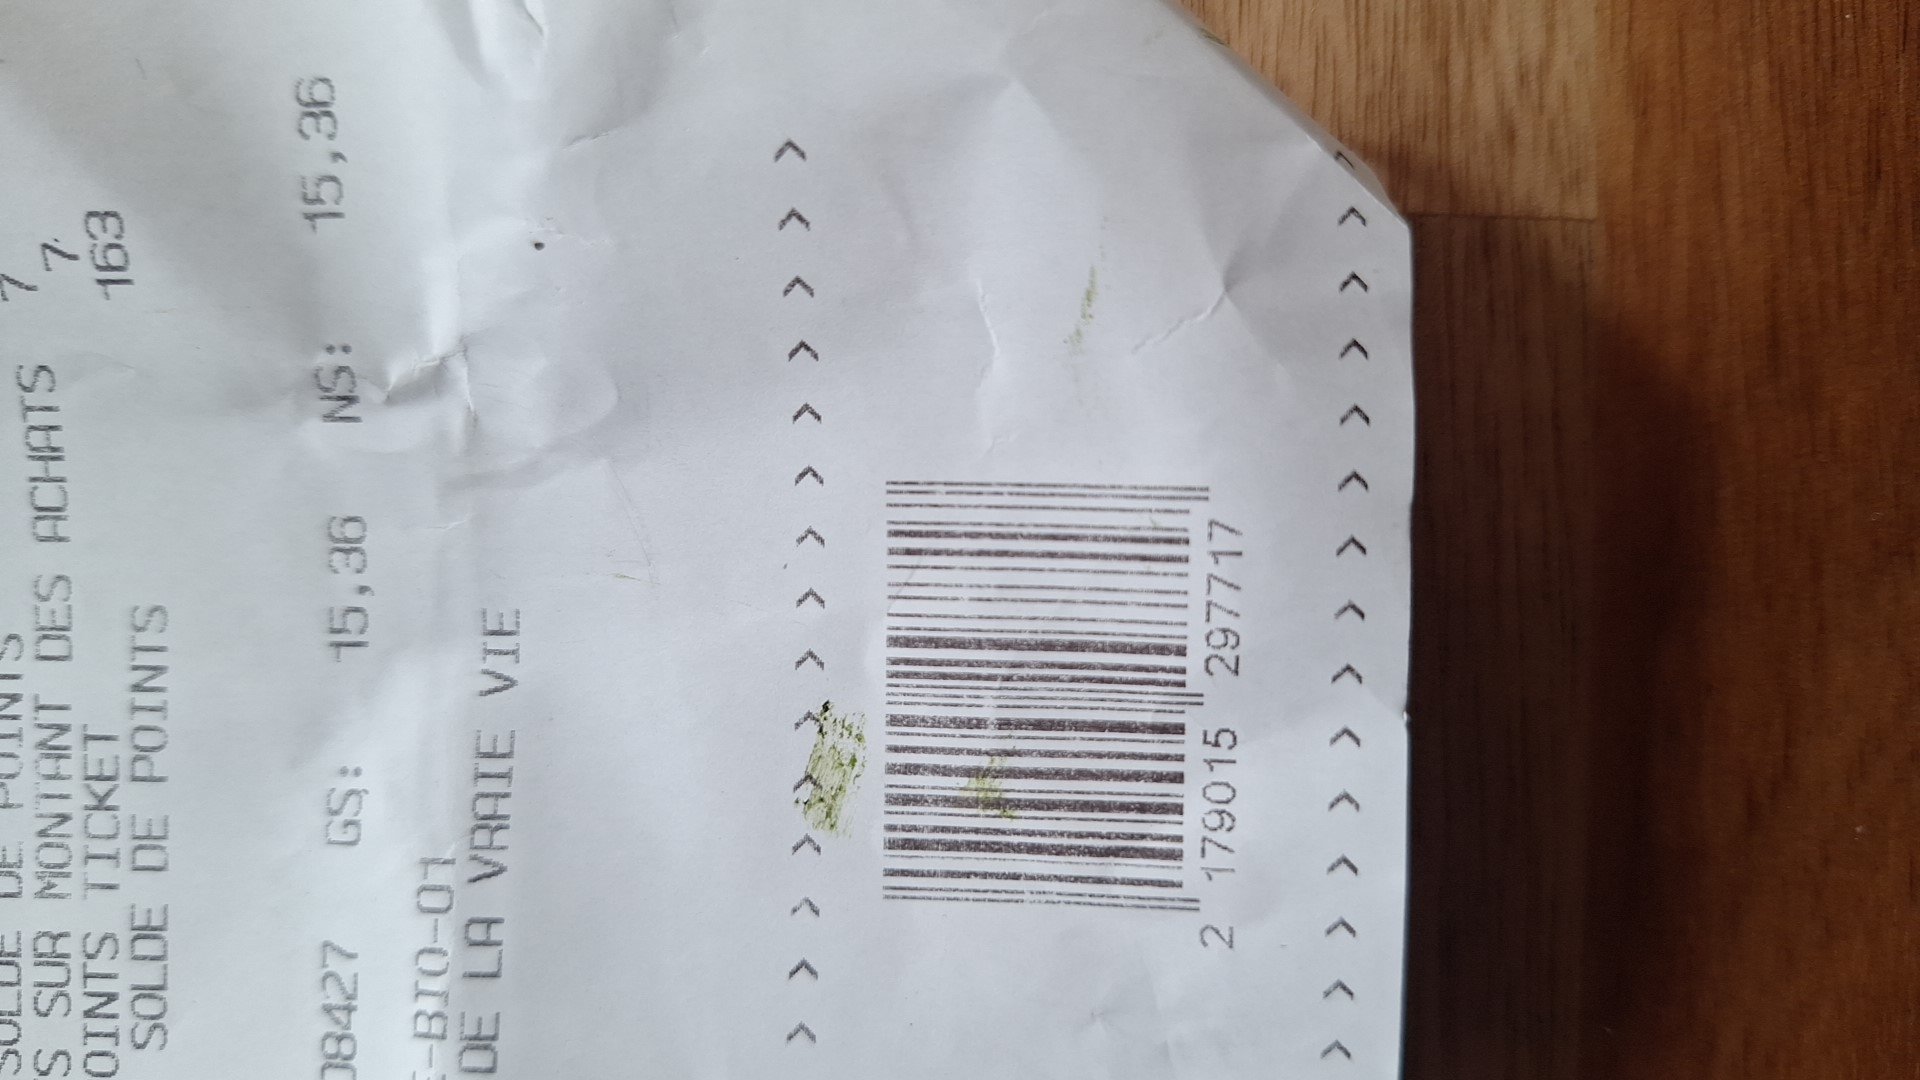 SOLDE DE POINTS
S SUR MONTANT DES ACHATS 7
OINTS TICKET 7
SOLDE DE POINTS 163
08427 GS: 15,36 NS: 15,36
-BIO-01
DE LA VRAIE VIE
> > > > > > > > > > > > > > >
2 179015 297717
> > > > > > > > > > > > > > >